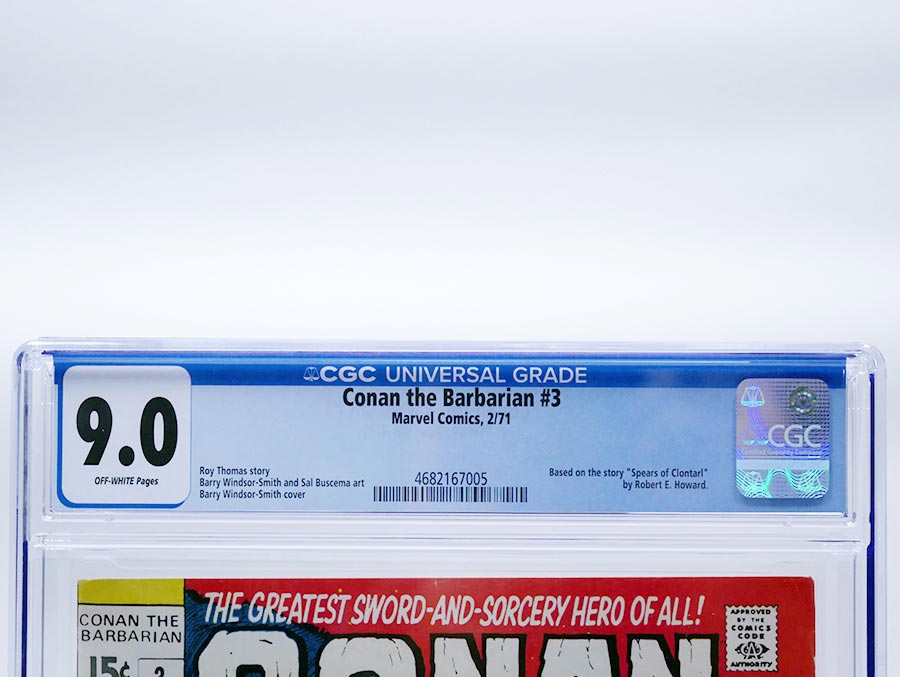 CGC UNIVERSAL GRADE
Conan the Barbarian #3
Marvel Comics, 2/71
9.0
OFF-WHITE Pages
Roy Thomas story
Barry Windsor-Smith and Sal Buscema art
Barry Windsor-Smith cover
4682167005
Based on the story "Spears of Clontarl"
by Robert E. Howard.
CGC
Certified Guaranty Company
THE GREATEST SWORD-AND-SORCERY HERO OF ALL!
CONAN THE
BARBARIAN
15¢
CONAN
APPROVED
BY THE
COMICS
CODE
AUTHORITY